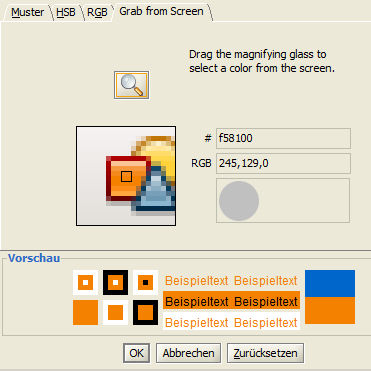 Muster HSB RGB Grab from Screen
Drag the magnifying glass to
select a color from the screen.
# f58100
RGB 245,129,0
Vorschau
Beispieltext Beispieltext
Beispieltext Beispieltext
Beispieltext Beispieltext
OK Abbrechen Zurücksetzen